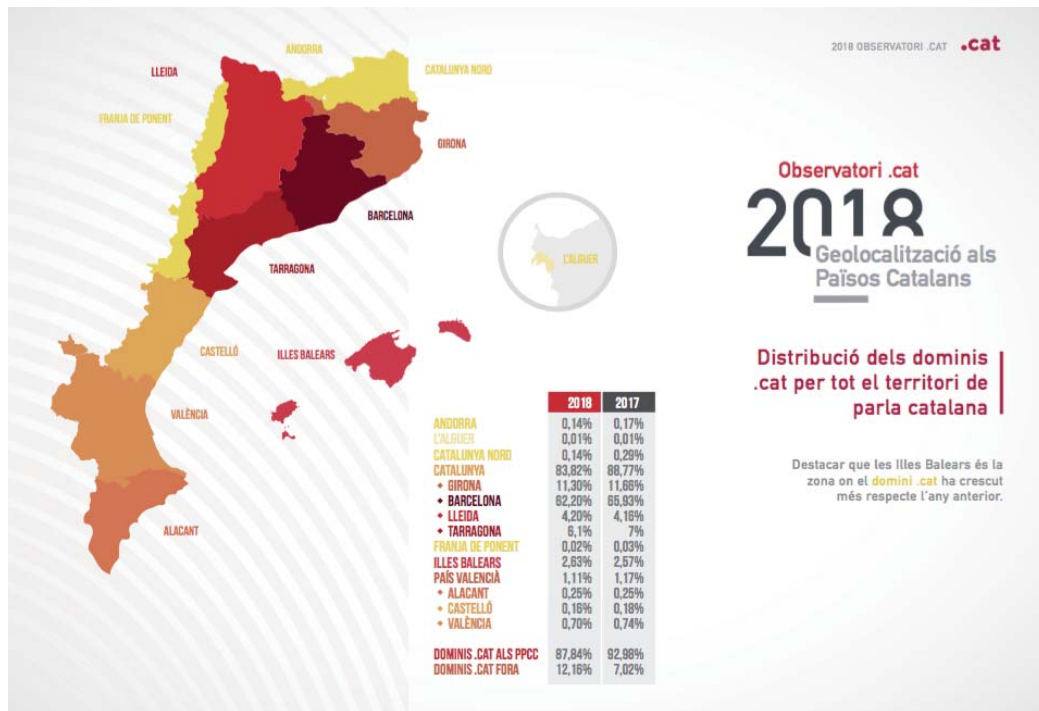 2018 OBSERVATORI .CAT .cat
ANDORRA
LLEIDA
CATALUNYA NORD
FRANJA DE PONENT
GIRONA
BARCELONA
TARRAGONA
L'ALGUER
CASTELLÓ
ILLES BALEARS
VALÈNCIA
ALACANT
Observatori .cat
2018
Geolocalització als
Països Catalans
Distribució dels dominis
.cat per tot el territori de
parla catalana
Destacar que les Illes Balears és la
zona on el domini .cat ha crescut
més respecte l'any anterior.
2018 2017
ANDORRA 0,14% 0,17%
L'ALGUER 0,01% 0,01%
CATALUNYA NORD 0,14% 0,29%
CATALUNYA 83,82% 88,77%
GIRONA 11,30% 11,66%
BARCELONA 62,20% 65,93%
LLEIDA 4,20% 4,16%
TARRAGONA 6,1% 7%
FRANJA DE PONENT 0,02% 0,03%
ILLES BALEARS 2,63% 2,57%
PAÍS VALENCIÀ 1,11% 1,17%
ALACANT 0,25% 0,25%
CASTELLÓ 0,16% 0,18%
VALÈNCIA 0,70% 0,74%
DOMINIS .CAT ALS PPCC 87,84% 92,98%
DOMINIS .CAT FORA 12,16% 7,02%